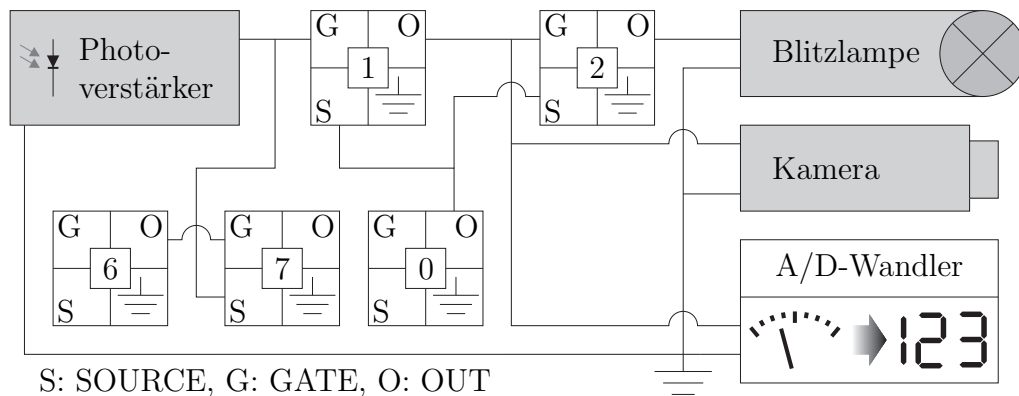 Photo-
verstärker
G O
1
S
G O
2
S
Blitzlampe
Kamera
G O
6
S
G O
7
S
G O
0
S
A/D-Wandler
123
S: SOURCE, G: GATE, O: OUT